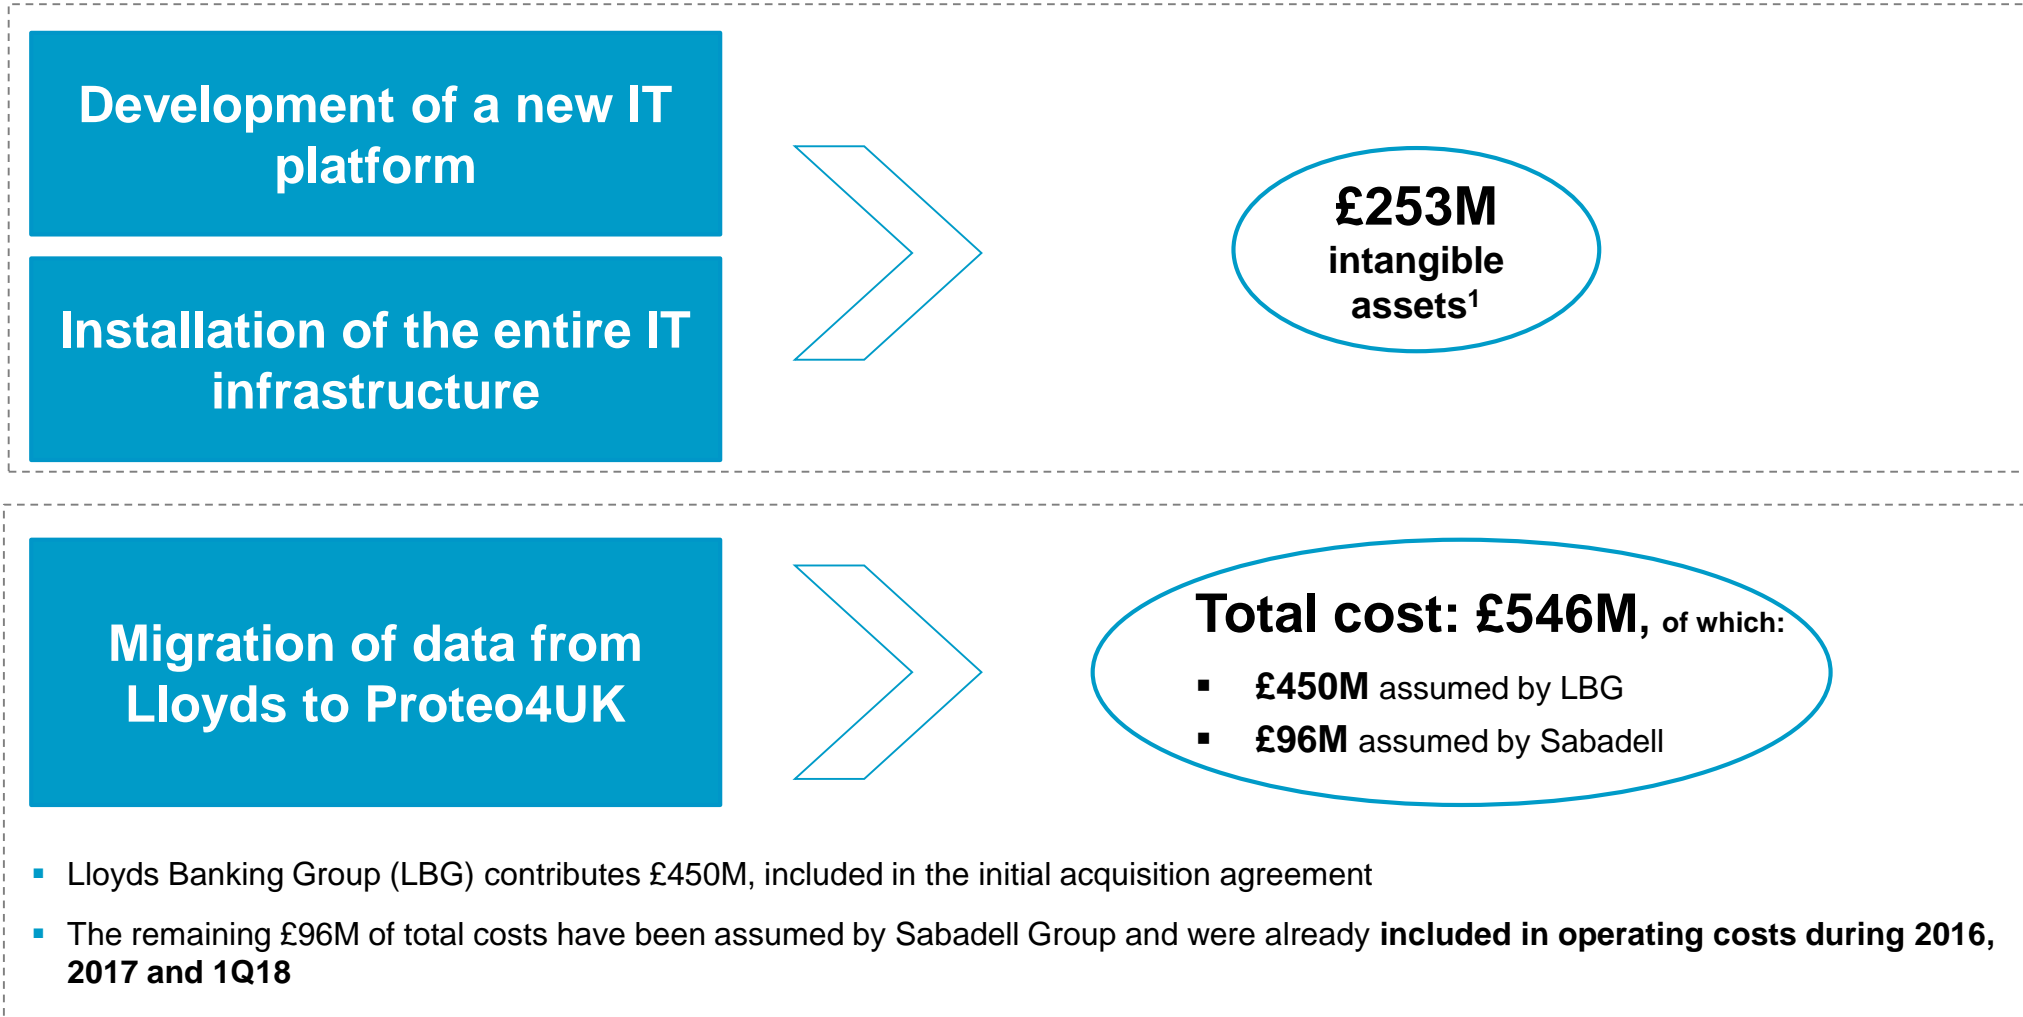 Development of a new IT
platform
Installation of the entire IT
infrastructure
£253M
intangible
assets¹
Migration of data from
Lloyds to Proteo4UK
Total cost: £546M, of which:
▪ £450M assumed by LBG
▪ £96M assumed by Sabadell
▪ Lloyds Banking Group (LBG) contributes £450M, included in the initial acquisition agreement
▪ The remaining £96M of total costs have been assumed by Sabadell Group and were already included in operating costs during 2016,
2017 and 1Q18